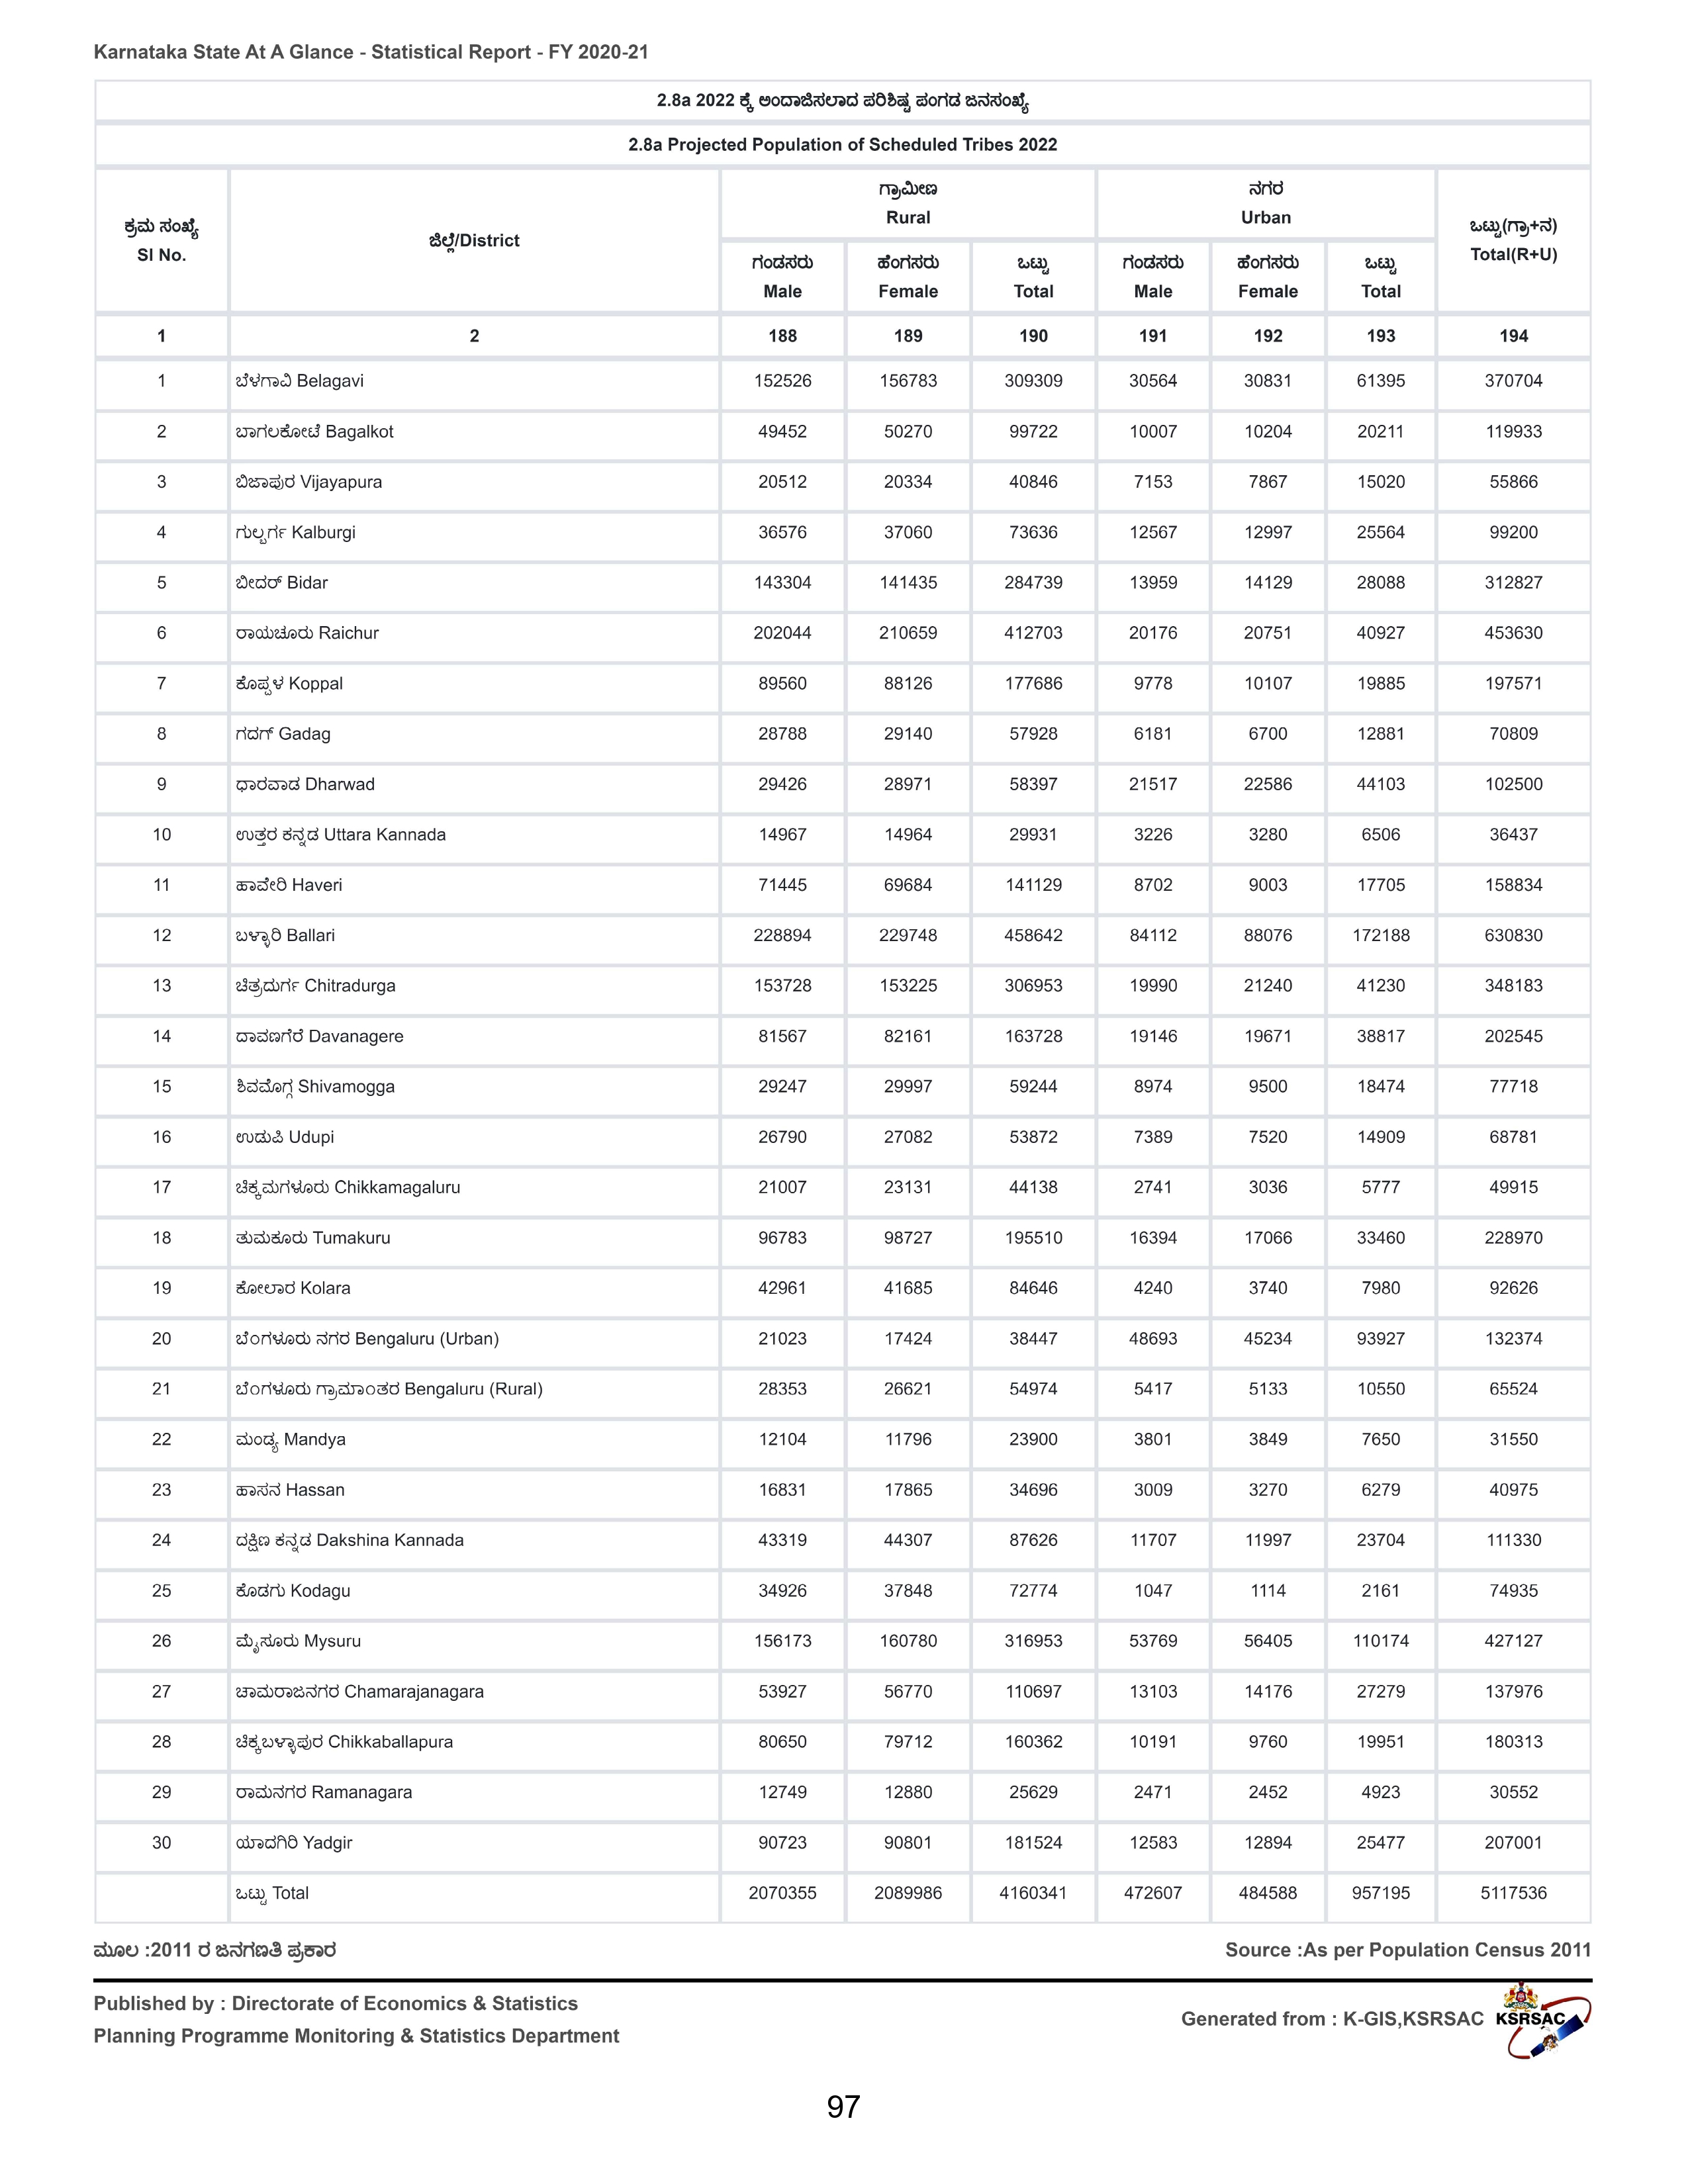 Karnataka State At A Glance - Statistical Report - FY 2020-21
2.8a 2022 ಕ್ಕೆ ಅಂದಾಜಿಸಲಾದ ಪರಿಶಿಷ್ಟ ಪಂಗಡ ಜನಸಂಖ್ಯೆ
2.8a Projected Population of Scheduled Tribes 2022
ಕ್ರಮ ಸಂಖ್ಯೆ
Sl No.
ಜಿಲ್ಲೆ/District
ಗ್ರಾಮೀಣ
Rural
ನಗರ
Urban
ಒಟ್ಟು(ಗ್ರಾ+ನ)
Total(R+U)
ಗಂಡಸರು
Male
ಹೆಂಗಸರು
Female
ಒಟ್ಟು
Total
ಗಂಡಸರು
Male
ಹೆಂಗಸರು
Female
ಒಟ್ಟು
Total
1 2 188 189 190 191 192 193 194
1 ಬೆಳಗಾವಿ Belagavi 152526 156783 309309 30564 30831 61395 370704
2 ಬಾಗಲಕೋಟೆ Bagalkot 49452 50270 99722 10007 10204 20211 119933
3 ಬಿಜಾಪುರ Vijayapura 20512 20334 40846 7153 7867 15020 55866
4 ಗುಲ್ಬರ್ಗ Kalburgi 36576 37060 73636 12567 12997 25564 99200
5 ಬೀದರ್ Bidar 143304 141435 284739 13959 14129 28088 312827
6 ರಾಯಚೂರು Raichur 202044 210659 412703 20176 20751 40927 453630
7 ಕೊಪ್ಪಳ Koppal 89560 88126 177686 9778 10107 19885 197571
8 ಗದಗ್ Gadag 28788 29140 57928 6181 6700 12881 70809
9 ಧಾರವಾಡ Dharwad 29426 28971 58397 21517 22586 44103 102500
10 ಉತ್ತರ ಕನ್ನಡ Uttara Kannada 14967 14964 29931 3226 3280 6506 36437
11 ಹಾವೇರಿ Haveri 71445 69684 141129 8702 9003 17705 158834
12 ಬಳ್ಳಾರಿ Ballari 228894 229748 458642 84112 88076 172188 630830
13 ಚಿತ್ರದುರ್ಗ Chitradurga 153728 153225 306953 19990 21240 41230 348183
14 ದಾವಣಗೆರೆ Davanagere 81567 82161 163728 19146 19671 38817 202545
15 ಶಿವಮೊಗ್ಗ Shivamogga 29247 29997 59244 8974 9500 18474 77718
16 ಉಡುಪಿ Udupi 26790 27082 53872 7389 7520 14909 68781
17 ಚಿಕ್ಕಮಗಳೂರು Chikkamagaluru 21007 23131 44138 2741 3036 5777 49915
18 ತುಮಕೂರು Tumakuru 96783 98727 195510 16394 17066 33460 228970
19 ಕೋಲಾರ Kolara 42961 41685 84646 4240 3740 7980 92626
20 ಬೆಂಗಳೂರು ನಗರ Bengaluru (Urban) 21023 17424 38447 48693 45234 93927 132374
21 ಬೆಂಗಳೂರು ಗ್ರಾಮಾಂತರ Bengaluru (Rural) 28353 26621 54974 5417 5133 10550 65524
22 ಮಂಡ್ಯ Mandya 12104 11796 23900 3801 3849 7650 31550
23 ಹಾಸನ Hassan 16831 17865 34696 3009 3270 6279 40975
24 ದಕ್ಷಿಣ ಕನ್ನಡ Dakshina Kannada 43319 44307 87626 11707 11997 23704 111330
25 ಕೊಡಗು Kodagu 34926 37848 72774 1047 1114 2161 74935
26 ಮೈಸೂರು Mysuru 156173 160780 316953 53769 56405 110174 427127
27 ಚಾಮರಾಜನಗರ Chamarajanagara 53927 56770 110697 13103 14176 27279 137976
28 ಚಿಕ್ಕಬಳ್ಳಾಪುರ Chikkaballapura 80650 79712 160362 10191 9760 19951 180313
29 ರಾಮನಗರ Ramanagara 12749 12880 25629 2471 2452 4923 30552
30 ಯಾದಗಿರಿ Yadgir 90723 90801 181524 12583 12894 25477 207001
ಒಟ್ಟು Total 2070355 2089986 4160341 472607 484588 957195 5117536
ಮೂಲ :2011 ರ ಜನಗಣತಿ ಪ್ರಕಾರ Source :As per Population Census 2011
Published by : Directorate of Economics & Statistics
Planning Programme Monitoring & Statistics Department
Generated from : K-GIS,KSRSAC
KSRSAC
97